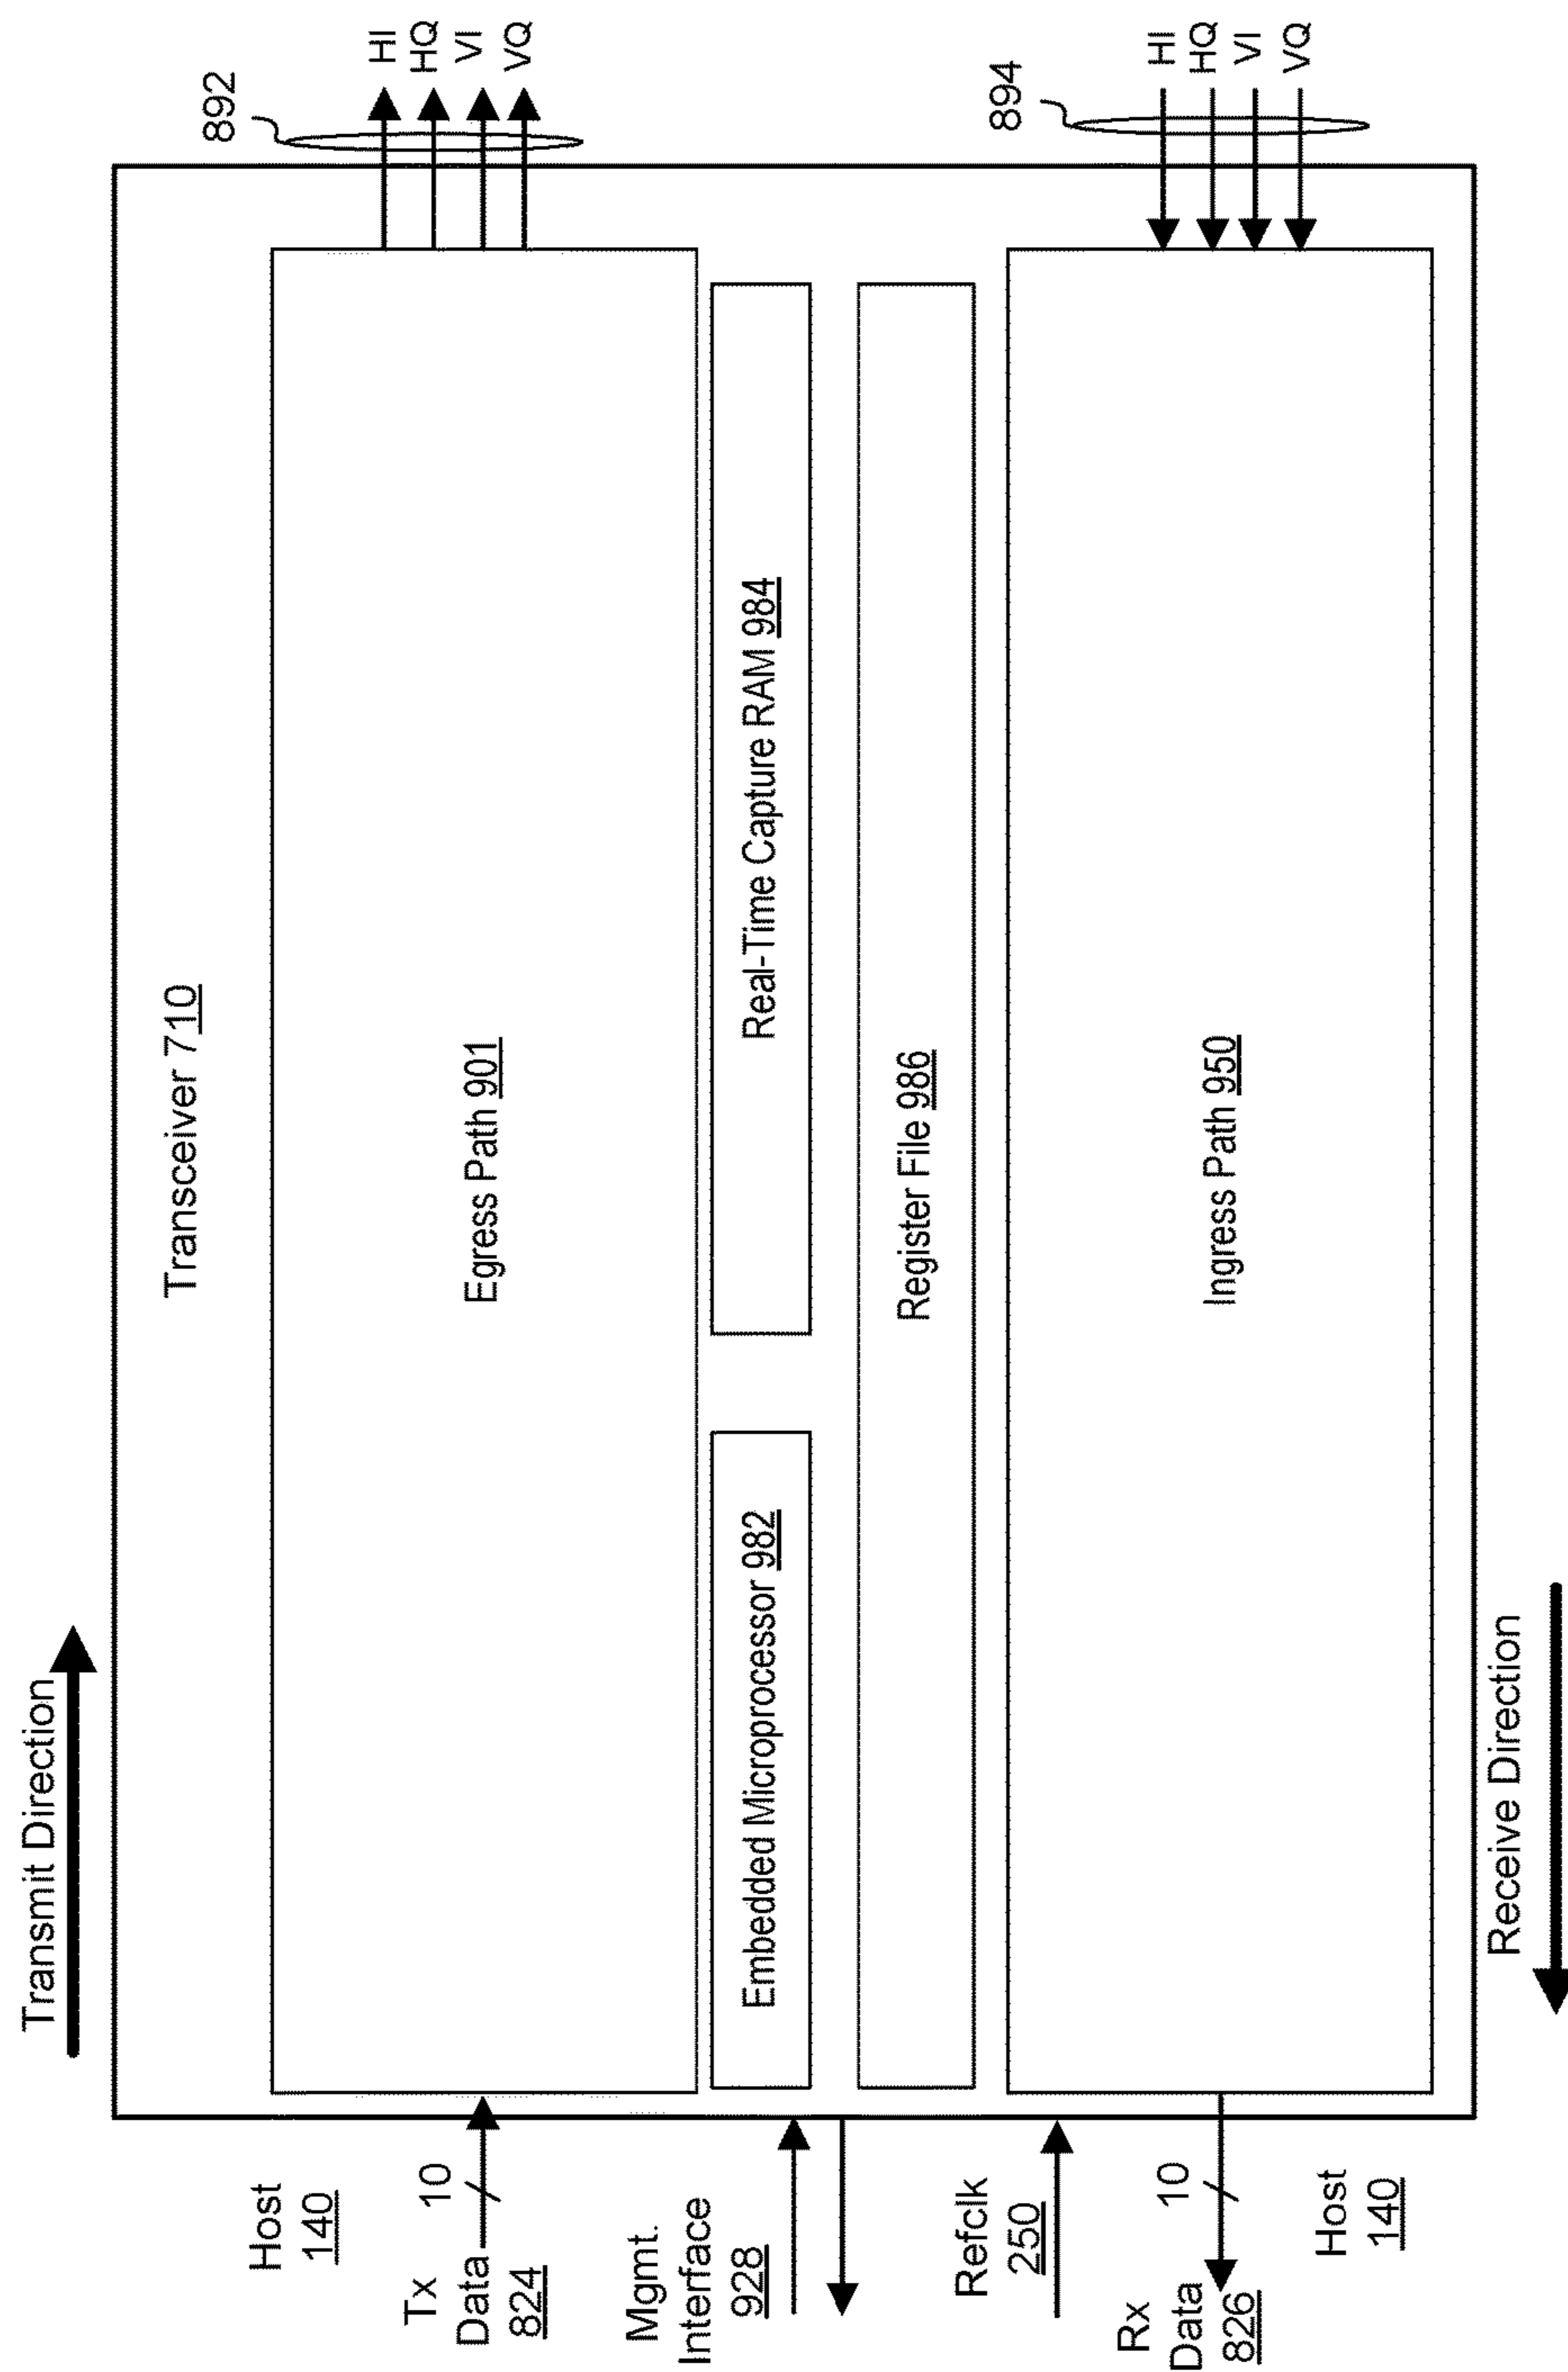 Transmit Direction
Transceiver 710
Host
140
Tx
Data
824
10
Egress Path 901
892
HI
HQ
VI
VQ
Mgmt.
Interface
928
Embedded Microprocessor 982
Real-Time Capture RAM 984
Register File 986
Refclk
250
Rx
Data
826
10
Host
140
Ingress Path 950
894
HI
HQ
VI
VQ
Receive Direction